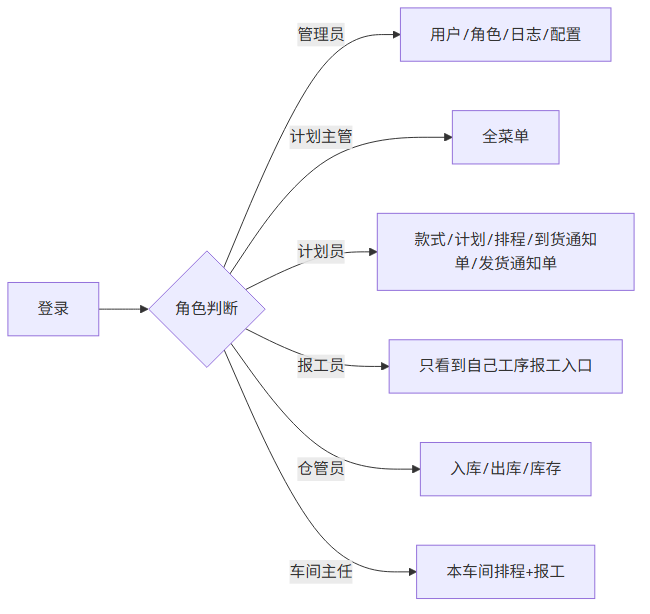 管理员
用户/角色/日志/配置
计划主管
全菜单
计划员
款式/计划/排程/到货通知
单/发货通知单
登录
角色判断
报工员
只看到自己工序报工入口
仓管员
入库/出库/库存
车间主任
本车间排程+报工